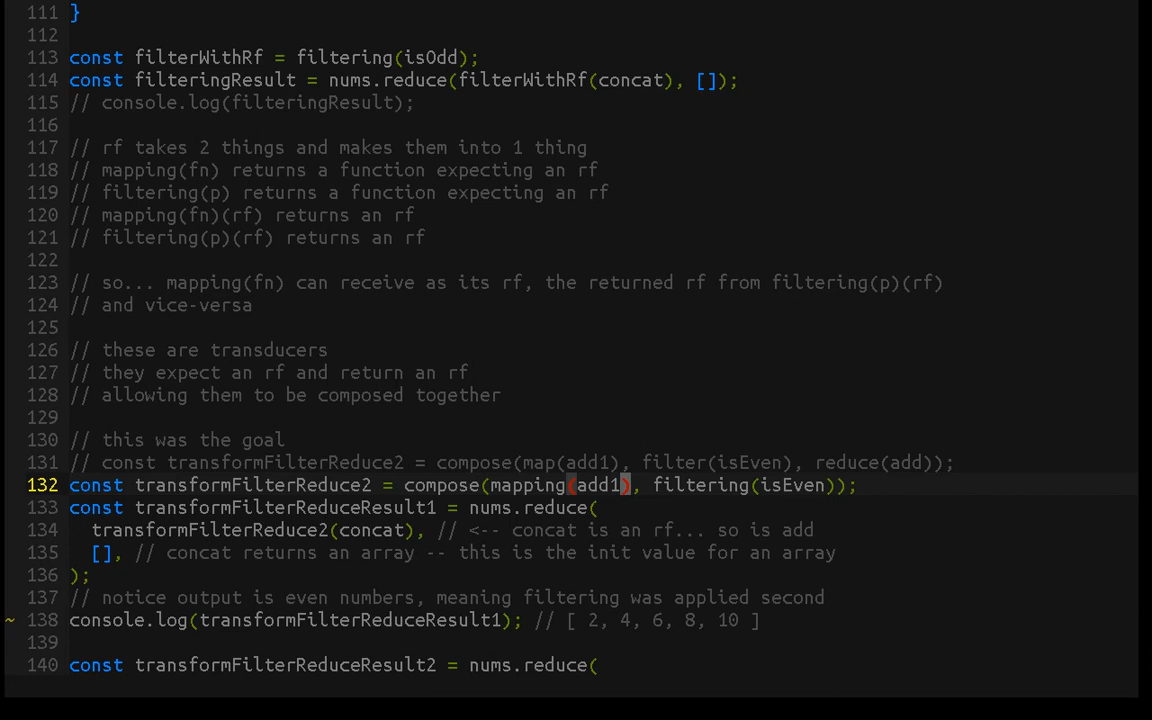 111 }
112
113 const filterWithRf = filtering(isOdd);
114 const filteringResult = nums.reduce(filterWithRf(concat), []);
115 // console.log(filteringResult);
116
117 // rf takes 2 things and makes them into 1 thing
118 // mapping(fn) returns a function expecting an rf
119 // filtering(p) returns a function expecting an rf
120 // mapping(fn)(rf) returns an rf
121 // filtering(p)(rf) returns an rf
122
123 // so... mapping(fn) can receive as its rf, the returned rf from filtering(p)(rf)
124 // and vice-versa
125
126 // these are transducers
127 // they expect an rf and return an rf
128 // allowing them to be composed together
129
130 // this was the goal
131 // const transformFilterReduce2 = compose(map(add1), filter(isEven), reduce(add));
132 const transformFilterReduce2 = compose(mapping(add1), filtering(isEven));
133 const transformFilterReduceResult1 = nums.reduce(
134   transformFilterReduce2(concat), // <-- concat is an rf... so is add
135   [], // concat returns an array -- this is the init value for an array
136 );
137 // notice output is even numbers, meaning filtering was applied second
~ 138 console.log(transformFilterReduceResult1); // [ 2, 4, 6, 8, 10 ]
139
140 const transformFilterReduceResult2 = nums.reduce(